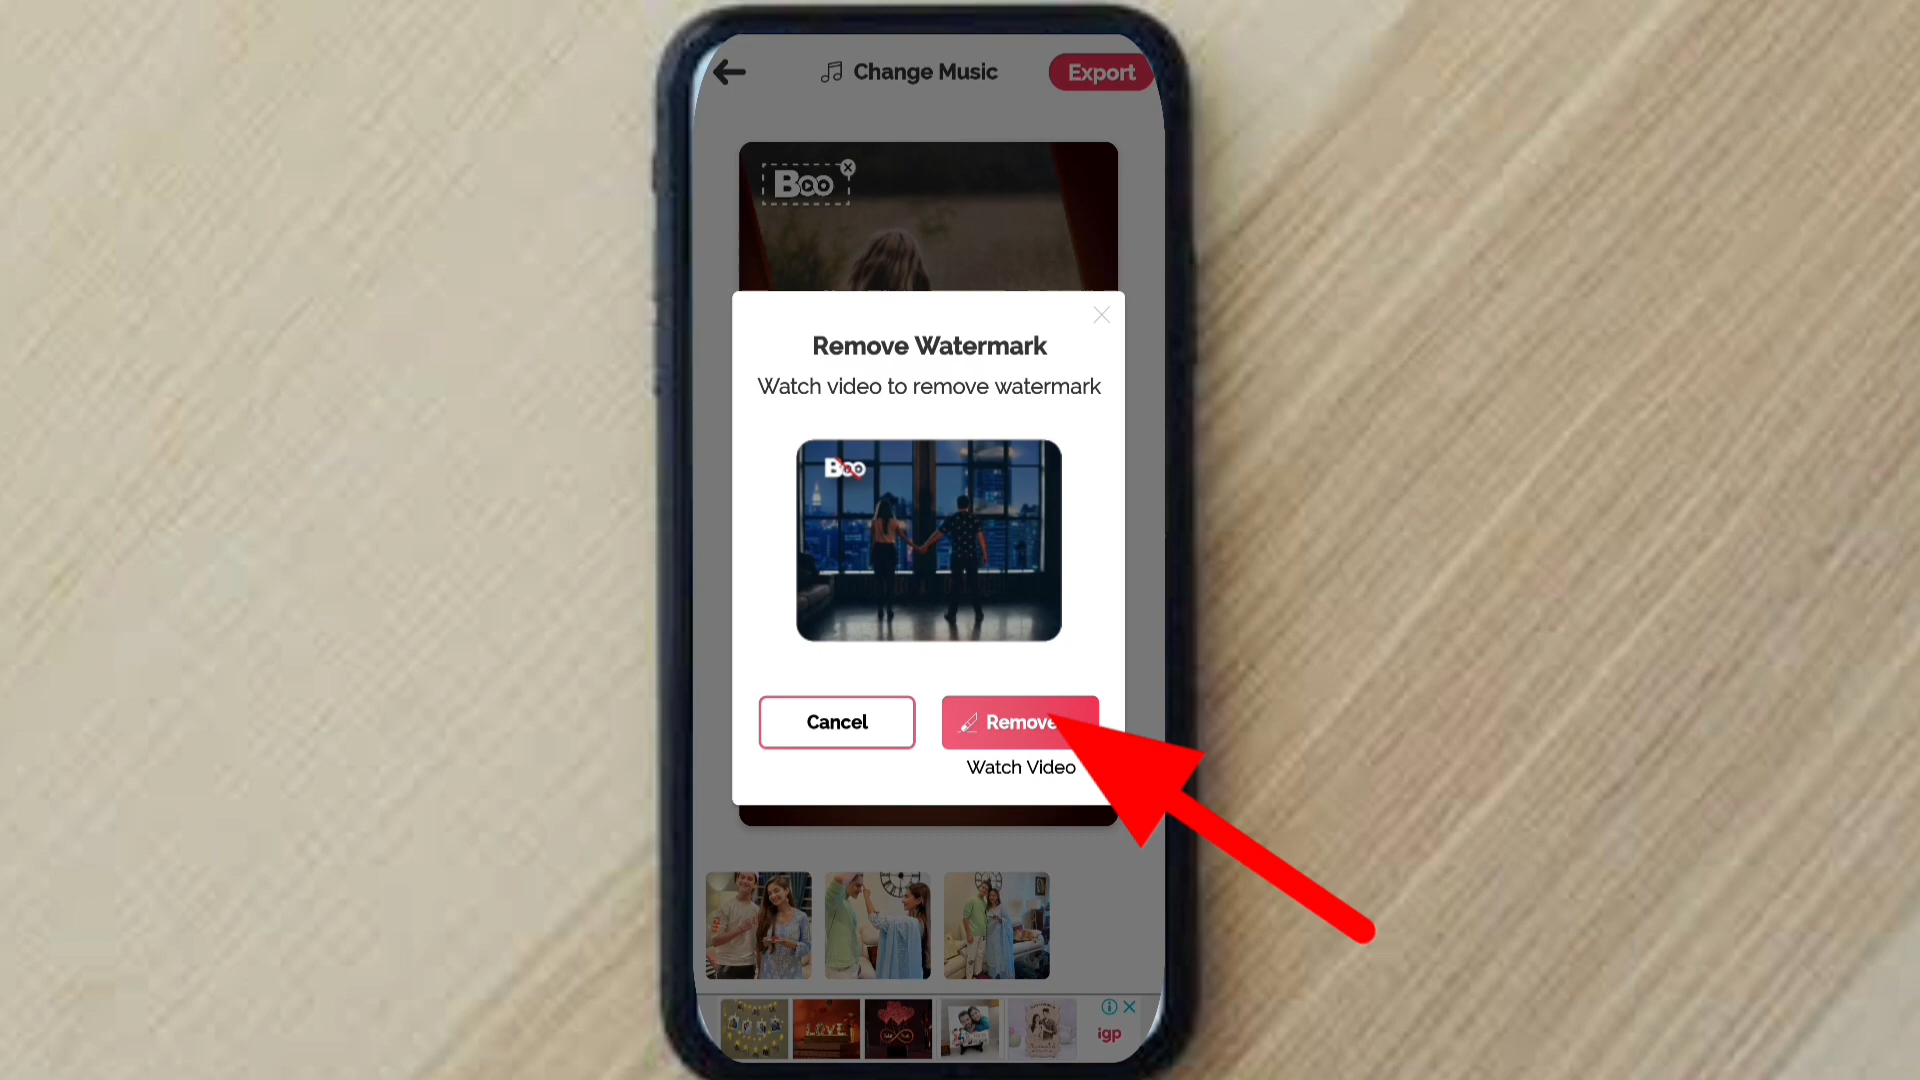 Change Music
Export
Boo
Remove Watermark
Watch video to remove watermark
Boo
Cancel
Remove
Watch Video
LOVE
igp